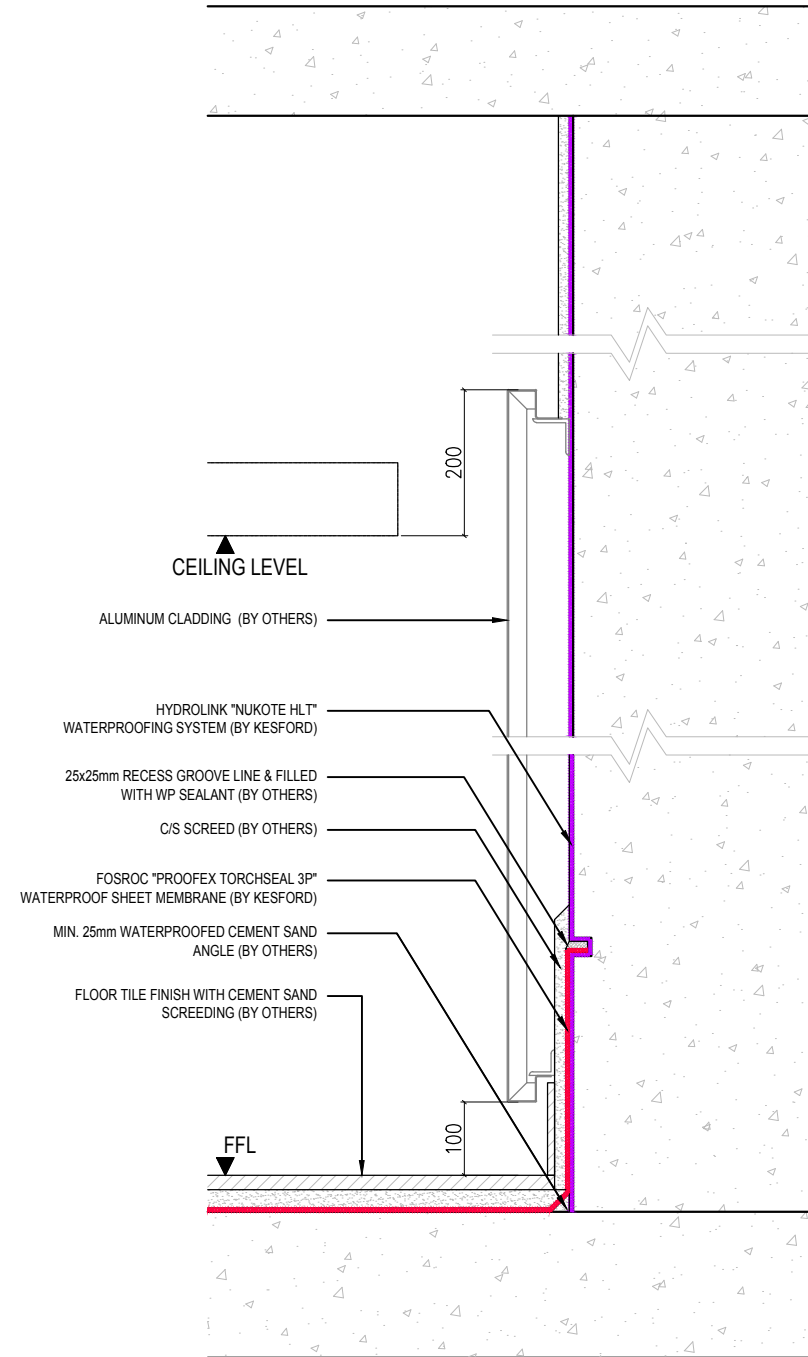 200
CEILING LEVEL
ALUMINUM CLADDING (BY OTHERS)
HYDROLINK "NUKOTE HLT"
WATERPROOFING SYSTEM (BY KESFORD)
25x25mm RECESS GROOVE LINE & FILLED
WITH WP SEALANT (BY OTHERS)
C/S SCREED (BY OTHERS)
FOSROC "PROOFEX TORCHSEAL 3P"
WATERPROOF SHEET MEMBRANE (BY KESFORD)
MIN. 25mm WATERPROOFED CEMENT SAND
ANGLE (BY OTHERS)
FLOOR TILE FINISH WITH CEMENT SAND
SCREEDING (BY OTHERS)
100
FFL